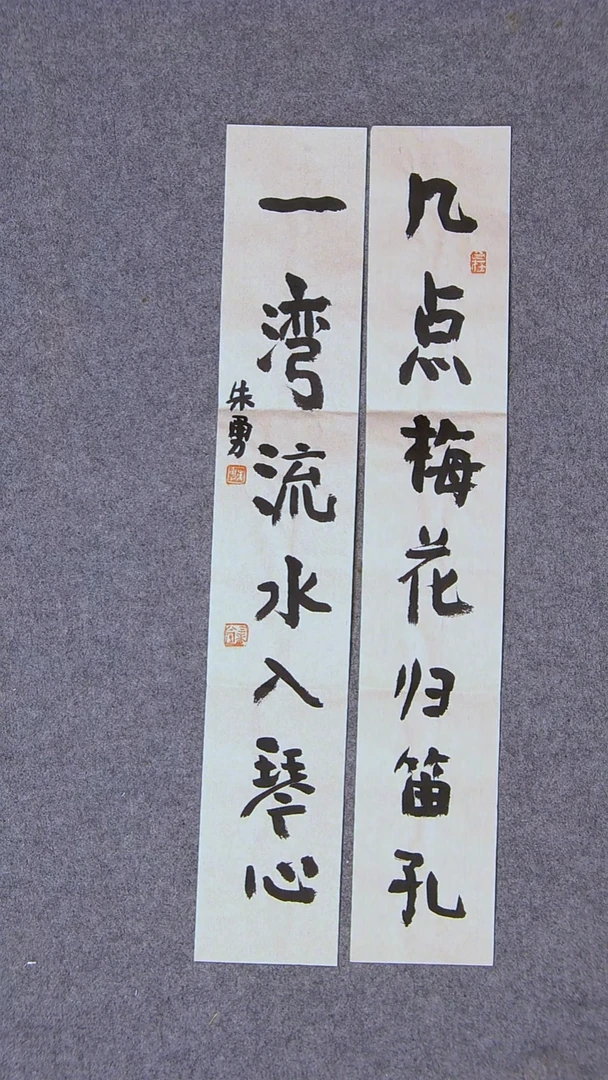 几点梅花归笛孔
一湾流水入琴心
朱勇